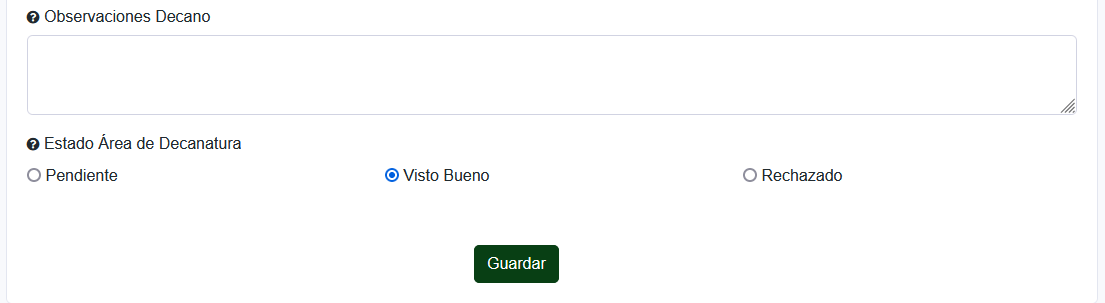 Observaciones Decano
Estado Área de Decanatura
Pendiente Visto Bueno Rechazado
Guardar